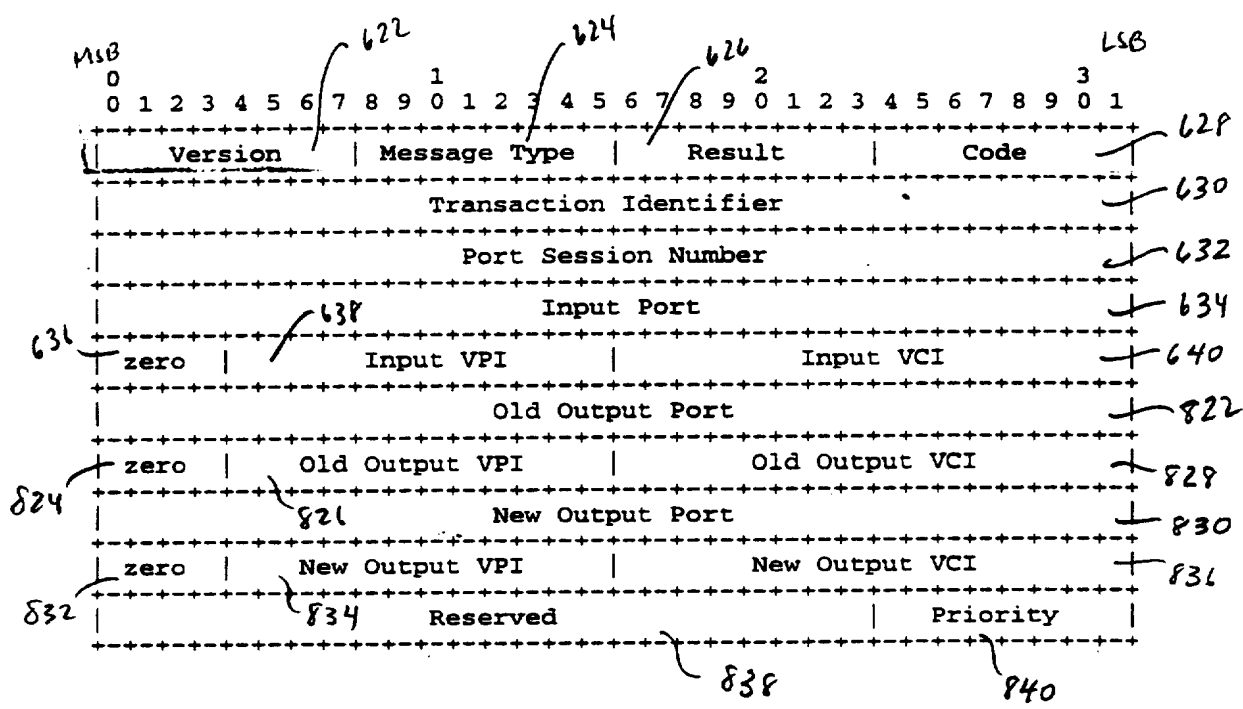 622 624 626
MSB LSB
0 1 2 3
0 1 2 3 4 5 6 7 8 9 0 1 2 3 4 5 6 7 8 9 0 1 2 3 4 5 6 7 8 9 0 1
+-+-+-+-+-+-+-+-+-+-+-+-+-+-+-+-+-+-+-+-+-+-+-+-+-+-+-+-+-+-+-+-+
| Version | Message Type | Result | Code | 628
+-+-+-+-+-+-+-+-+-+-+-+-+-+-+-+-+-+-+-+-+-+-+-+-+-+-+-+-+-+-+-+-+
| Transaction Identifier | 630
+-+-+-+-+-+-+-+-+-+-+-+-+-+-+-+-+-+-+-+-+-+-+-+-+-+-+-+-+-+-+-+-+
| Port Session Number | 632
+-+-+-+-+-+-+-+-+-+-+-+-+-+-+-+-+-+-+-+-+-+-+-+-+-+-+-+-+-+-+-+-+
| Input Port | 634
+-+-+-+-+-+-+-+-+-+-+-+-+-+-+-+-+-+-+-+-+-+-+-+-+-+-+-+-+-+-+-+-+
636 638
| zero | Input VPI | Input VCI | 640
+-+-+-+-+-+-+-+-+-+-+-+-+-+-+-+-+-+-+-+-+-+-+-+-+-+-+-+-+-+-+-+-+
| Old Output Port | 822
+-+-+-+-+-+-+-+-+-+-+-+-+-+-+-+-+-+-+-+-+-+-+-+-+-+-+-+-+-+-+-+-+
| zero | Old Output VPI | Old Output VCI | 828
+-+-+-+-+-+-+-+-+-+-+-+-+-+-+-+-+-+-+-+-+-+-+-+-+-+-+-+-+-+-+-+-+
824 826
| New Output Port | 830
+-+-+-+-+-+-+-+-+-+-+-+-+-+-+-+-+-+-+-+-+-+-+-+-+-+-+-+-+-+-+-+-+
| zero | New Output VPI | New Output VCI | 836
+-+-+-+-+-+-+-+-+-+-+-+-+-+-+-+-+-+-+-+-+-+-+-+-+-+-+-+-+-+-+-+-+
832 834
| Reserved | Priority |
+-+-+-+-+-+-+-+-+-+-+-+-+-+-+-+-+-+-+-+-+-+-+-+-+-+-+-+-+-+-+-+-+
838 840